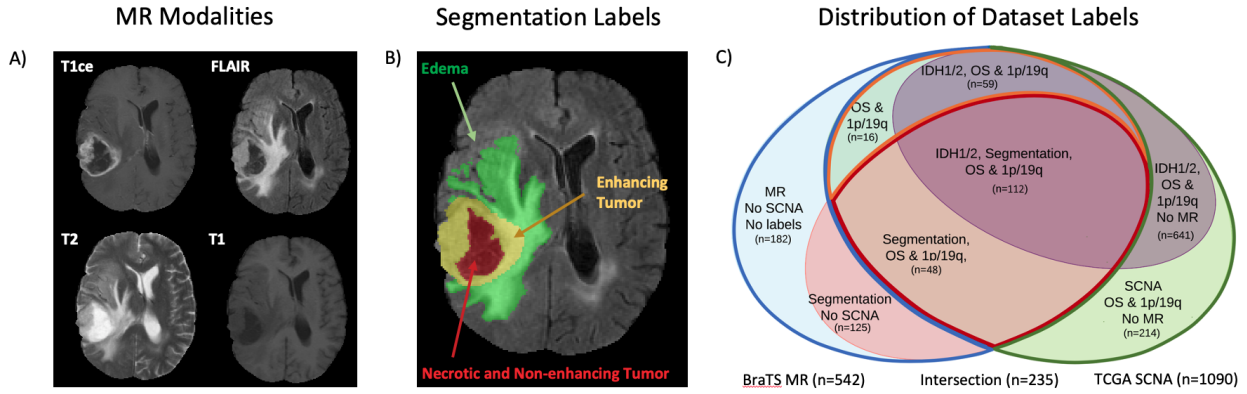 MR Modalities
Segmentation Labels
Distribution of Dataset Labels
A)
T1ce
FLAIR
T2
T1
B)
Edema
Enhancing
Tumor
Necrotic and Non-enhancing Tumor
C)
IDH1/2, OS & 1p/19q
(n=59)
OS &
1p/19q
(n=16)
IDH1/2, Segmentation,
OS & 1p/19q
(n=112)
IDH1/2,
OS &
1p/19q
No MR
(n=641)
MR
No SCNA
No labels
(n=182)
Segmentation,
OS & 1p/19q,
(n=48)
Segmentation
No SCNA
(n=125)
SCNA
OS & 1p/19q
No MR
(n=214)
BraTS MR (n=542)
Intersection (n=235)
TCGA SCNA (n=1090)